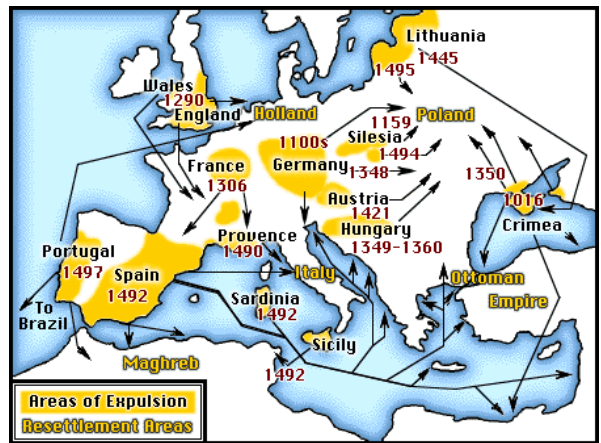 Lithuania
1445
1495
Wales
1290
England
Holland
1159
Poland
1100s
Silesia
1494
France
1306
Germany
1348
1350
Austria
1421
1016
Crimea
Hungary
1349-1360
Provence
1490
Portugal
1497
Spain
1492
Italy
Ottoman
Empire
To
Brazil
Sardinia
1492
Sicily
1492
Maghreb
Areas of Expulsion
Resettlement Areas